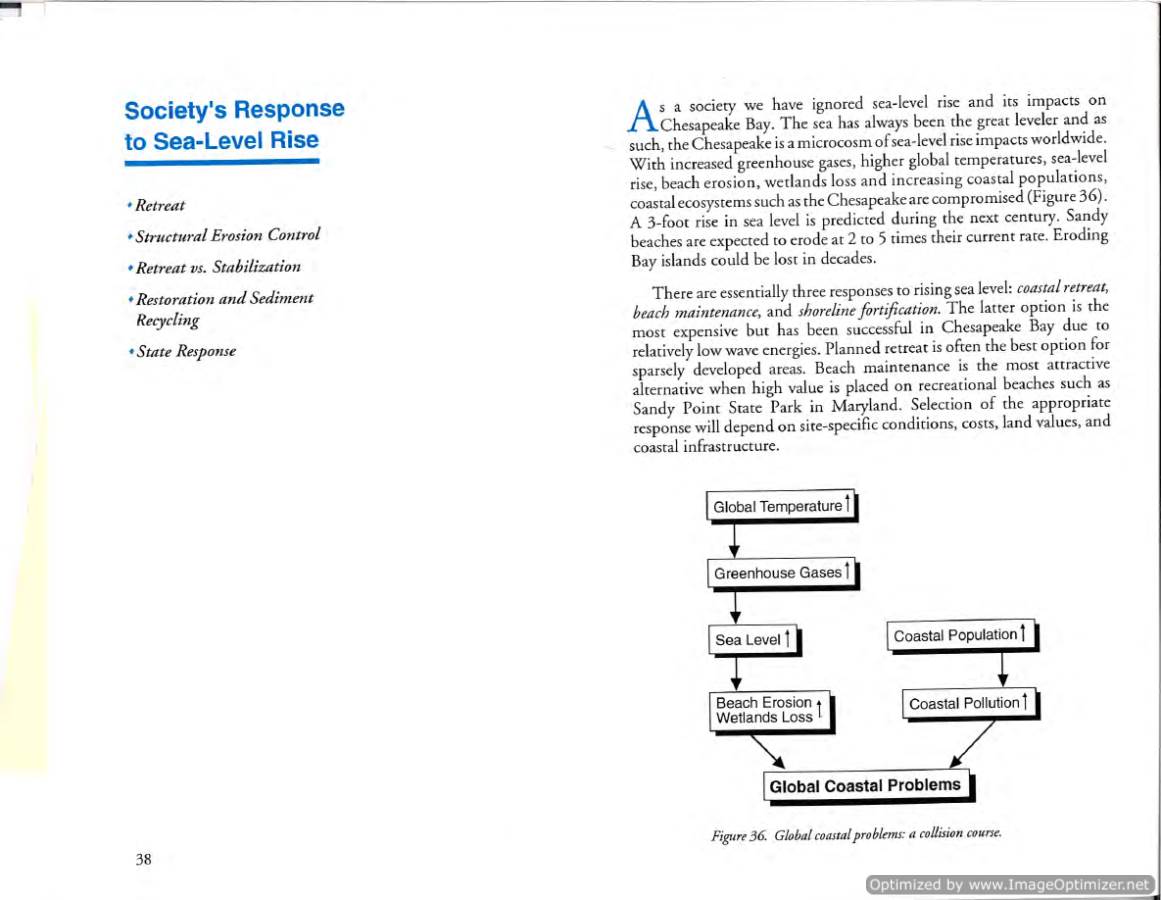 Society's Response
to Sea-Level Rise
• Retreat
• Structural Erosion Control
• Retreat vs. Stabilization
• Restoration and Sediment
Recycling
• State Response
38
As a society we have ignored sea-level rise and its impacts on
Chesapeake Bay. The sea has always been the great leveler and as
such, the Chesapeake is a microcosm of sea-level rise impacts worldwide.
With increased greenhouse gases, higher global temperatures, sea-level
rise, beach erosion, wetlands loss and increasing coastal populations,
coastal ecosystems such as the Chesapeake are compromised (Figure 36).
A 3-foot rise in sea level is predicted during the next century. Sandy
beaches are expected to erode at 2 to 5 times their current rate. Eroding
Bay islands could be lost in decades.
There are essentially three responses to rising sea level: coastal retreat,
beach maintenance, and shoreline fortification. The latter option is the
most expensive but has been successful in Chesapeake Bay due to
relatively low wave energies. Planned retreat is often the best option for
sparsely developed areas. Beach maintenance is the most attractive
alternative when high value is placed on recreational beaches such as
Sandy Point State Park in Maryland. Selection of the appropriate
response will depend on site-specific conditions, costs, land values, and
coastal infrastructure.
Global Temperature ↑
Greenhouse Gases ↑
Sea Level ↑
Beach Erosion ↑
Wetlands Loss
Coastal Population ↑
Coastal Pollution ↑
Global Coastal Problems
Figure 36. Global coastal problems: a collision course.
Optimized by www.ImageOptimizer.net